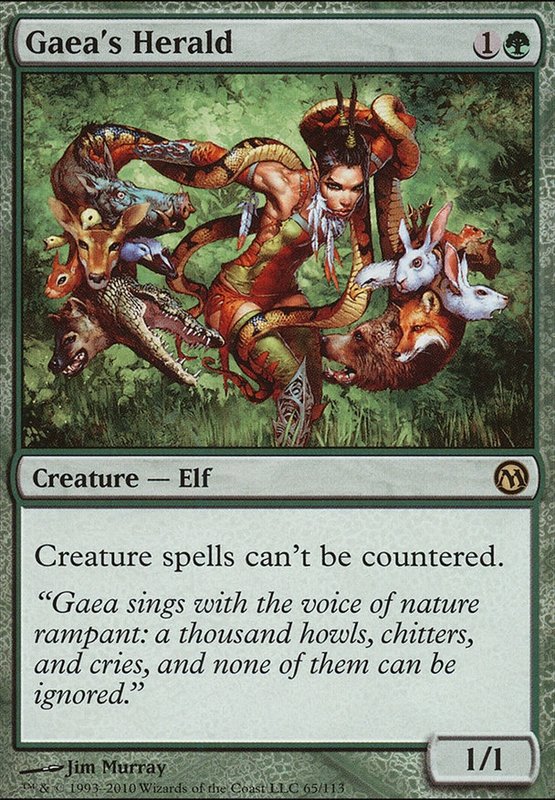 Gaea's Herald 1
Creature — Elf
Creature spells can't be countered.
"Gaea sings with the voice of nature
rampant: a thousand howls, chitters,
and cries, and none of them can be
ignored."
1/1
Jim Murray
™ & © 1993–2010 Wizards of the Coast LLC 65/113